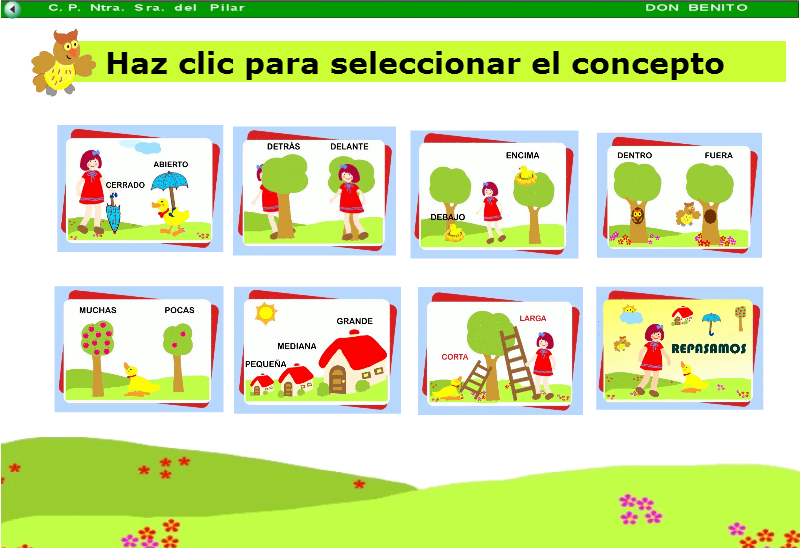 C. P. Ntra. Sra. del Pilar DON BENITO
Haz clic para seleccionar el concepto
ABIERTO
CERRADO
DETRÁS DELANTE
ENCIMA
DEBAJO
DENTRO FUERA
MUCHAS POCAS
GRANDE
MEDIANA
PEQUEÑA
LARGA
CORTA
REPASAMOS